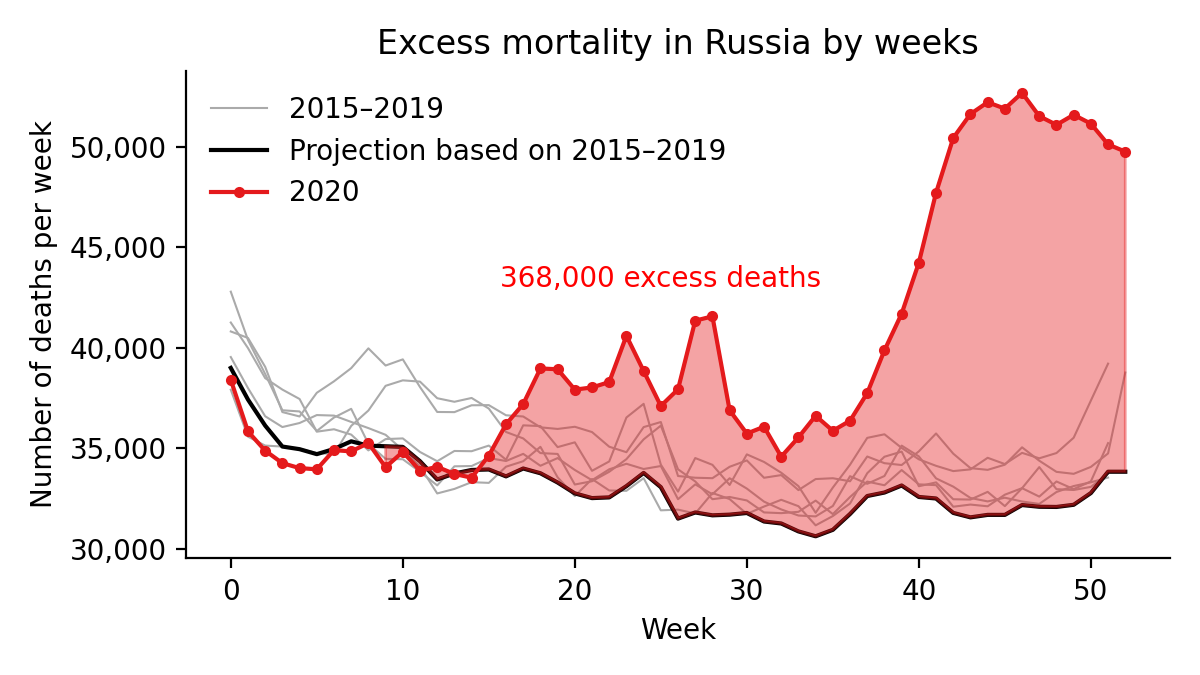 Excess mortality in Russia by weeks
2015–2019
Projection based on 2015–2019
2020
368,000 excess deaths
Number of deaths per week
50,000
45,000
40,000
35,000
30,000
0 10 20 30 40 50
Week